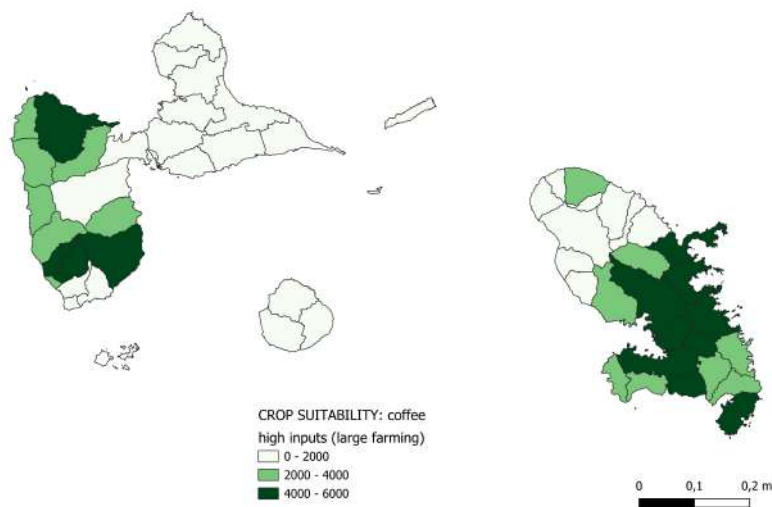 CROP SUITABILITY: coffee
high inputs (large farming)
0 - 2000
2000 - 4000
4000 - 6000
0 0,1 0,2 m